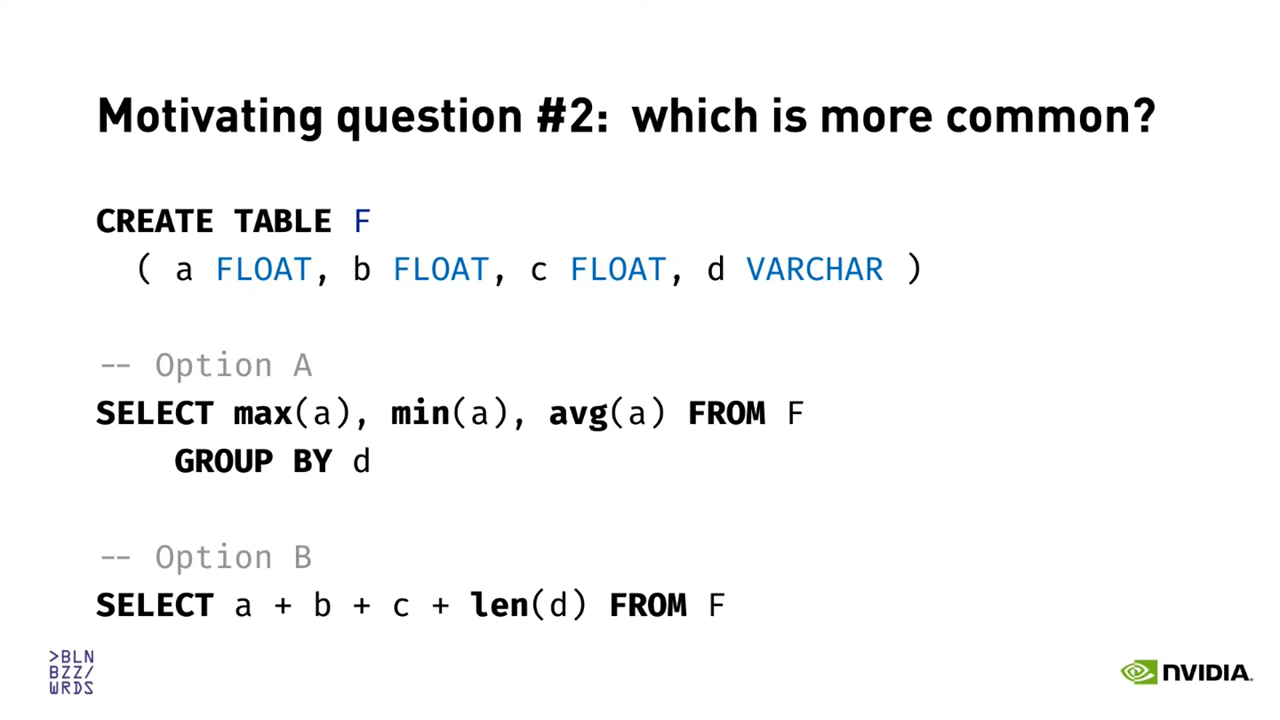 Motivating question #2: which is more common?
CREATE TABLE F
( a FLOAT, b FLOAT, c FLOAT, d VARCHAR )
-- Option A
SELECT max(a), min(a), avg(a) FROM F
GROUP BY d
-- Option B
SELECT a + b + c + len(d) FROM F
>BLN
BZZ/
WRDS
NVIDIA.